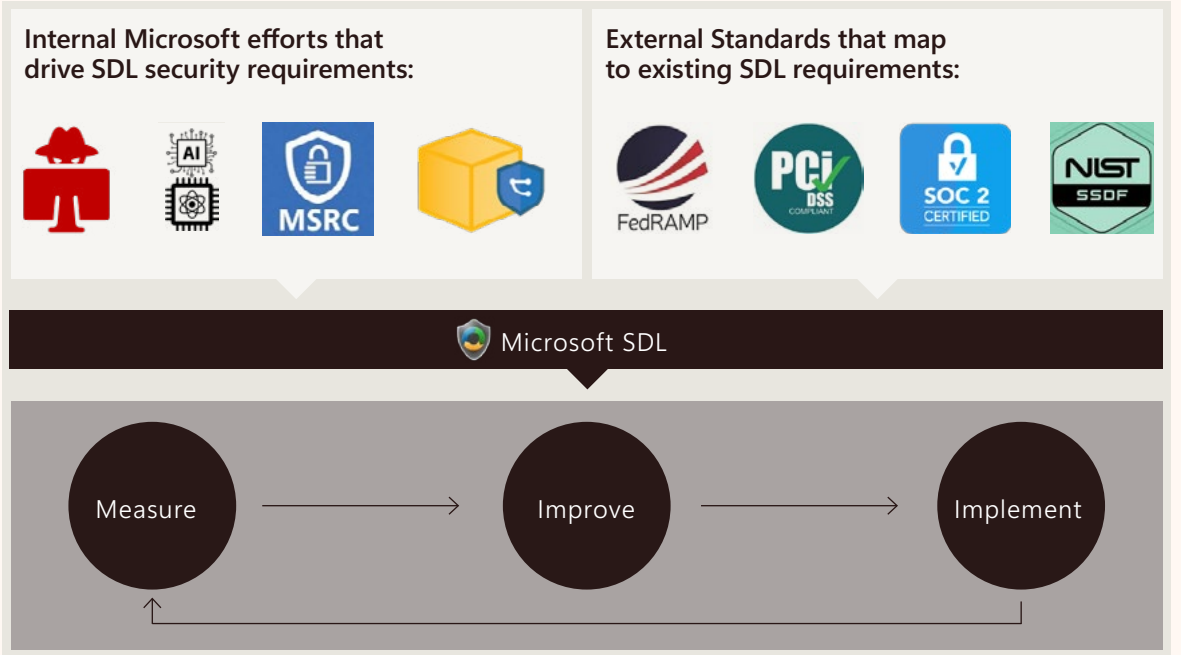 Internal Microsoft efforts that
drive SDL security requirements:
External Standards that map
to existing SDL requirements:
AI
MSRC
FedRAMP
PCi
DSS
COMPLIANT
SOC 2
CERTIFIED
NIST
SSDF
Microsoft SDL
Measure
Improve
Implement